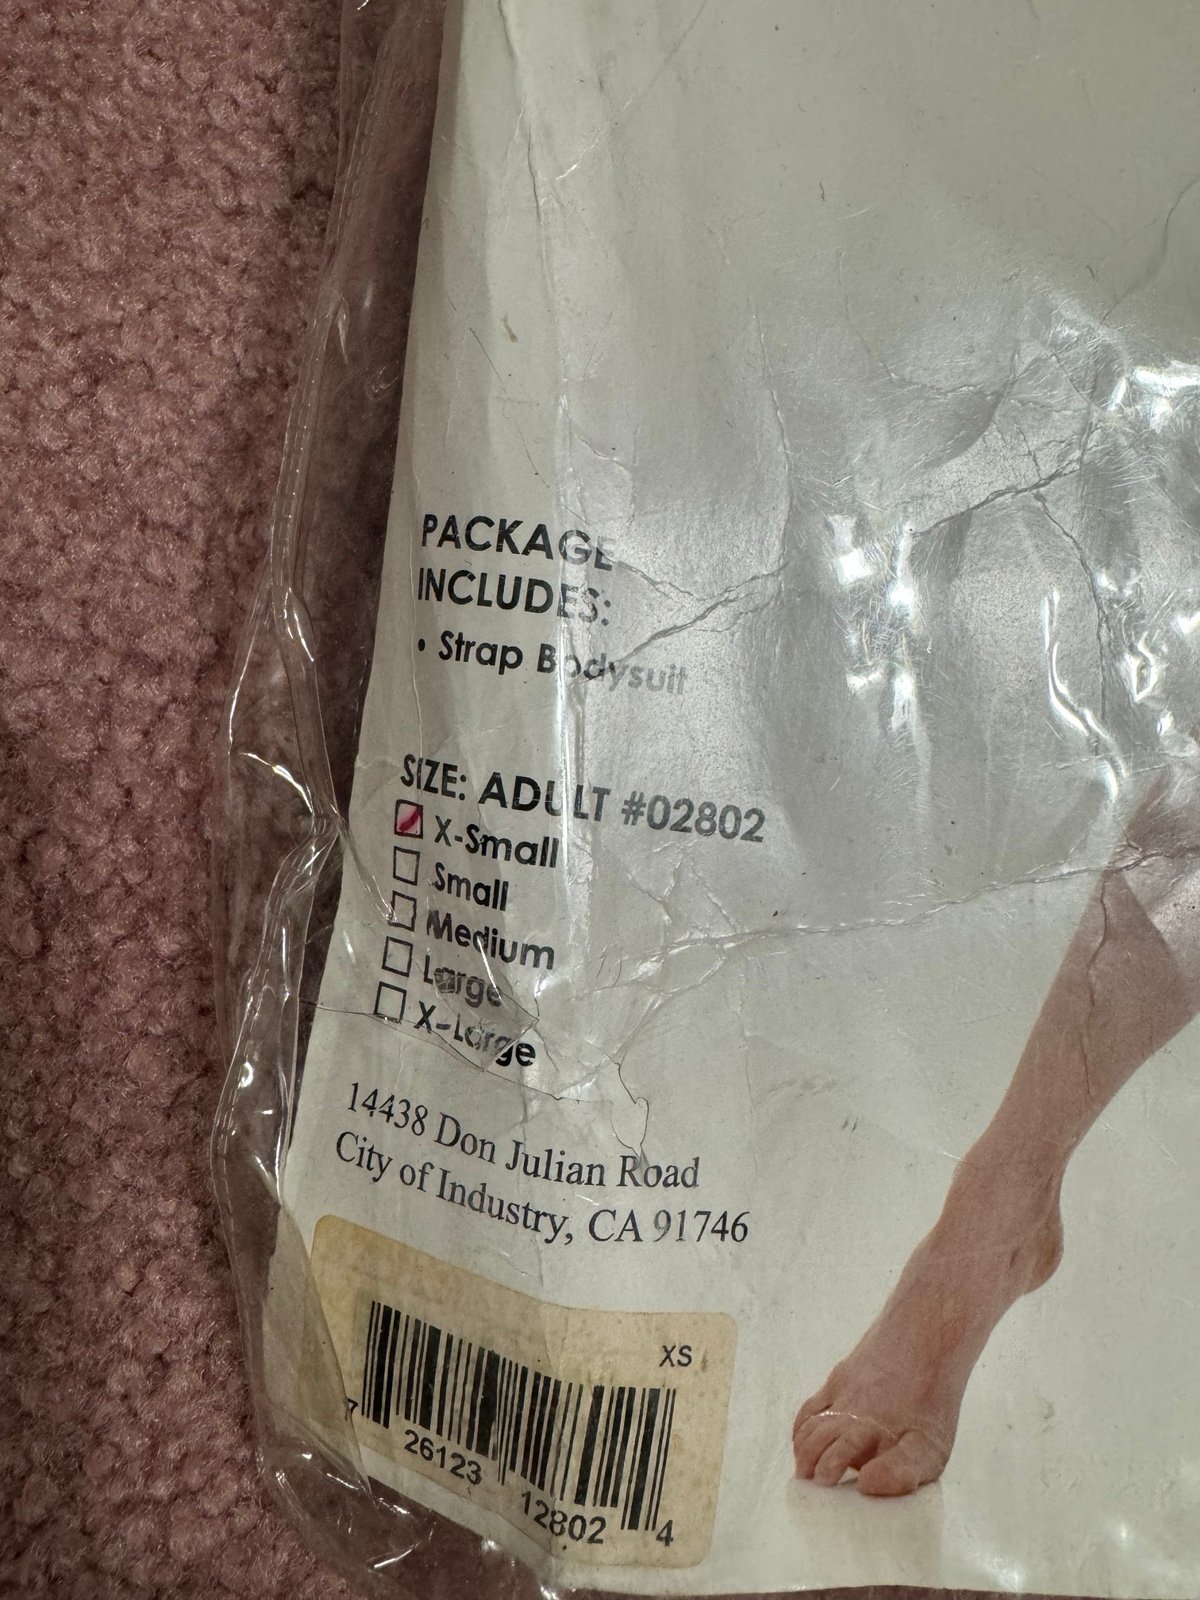 PACKAGE
INCLUDES:
• Strap Bodysuit
SIZE: ADULT #02802
X-Small
Small
Medium
Large
X-Large
14438 Don Julian Road
City of Industry, CA 91746
XS
7 26123 12802 4